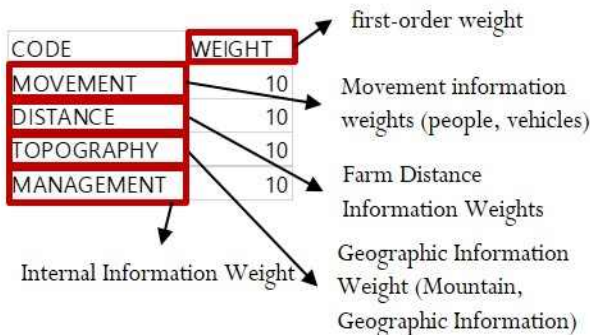 first-order weight
CODE WEIGHT
MOVEMENT 10
DISTANCE 10
TOPOGRAPHY 10
MANAGEMENT 10
Movement information
weights (people, vehicles)
Farm Distance
Information Weights
Internal Information Weight
Geographic Information
Weight (Mountain,
Geographic Information)